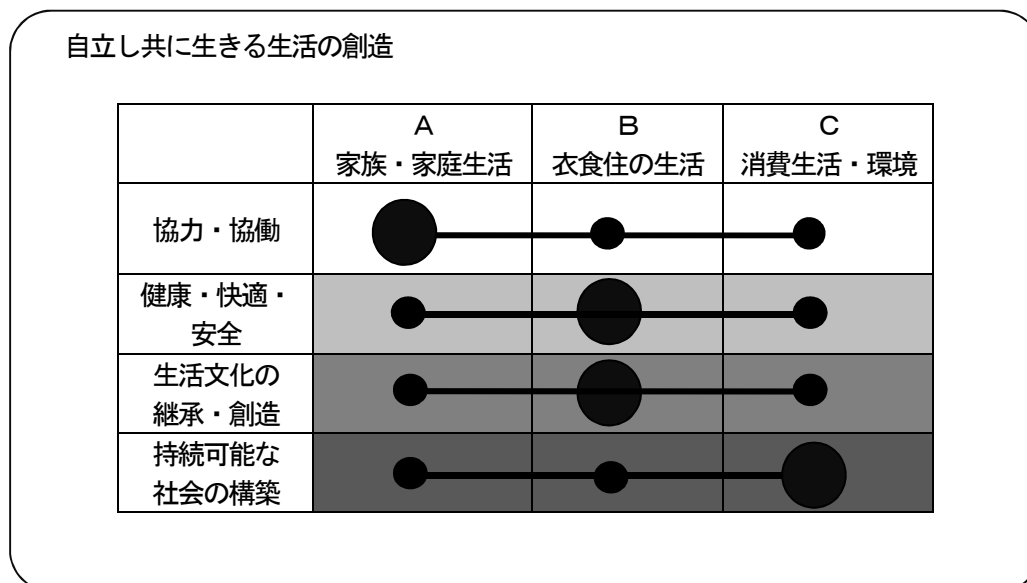 自立し共に生きる生活の創造
A
家族・家庭生活
B
衣食住の生活
C
消費生活・環境
協力・協働
健康・快適・
安全
生活文化の
継承・創造
持続可能な
社会の構築